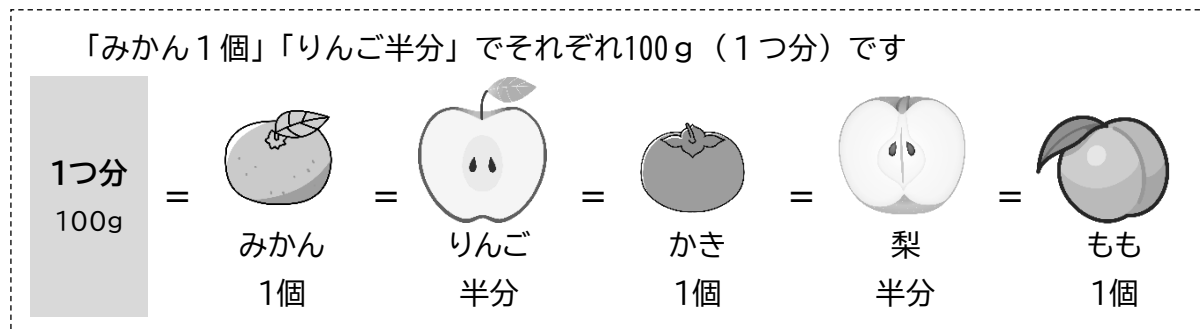 「みかん１個」「りんご半分」でそれぞれ100ｇ（１つ分）です
1つ分
100g
= = = = =
みかん りんご かき 梨 もも
1個 半分 1個 半分 1個